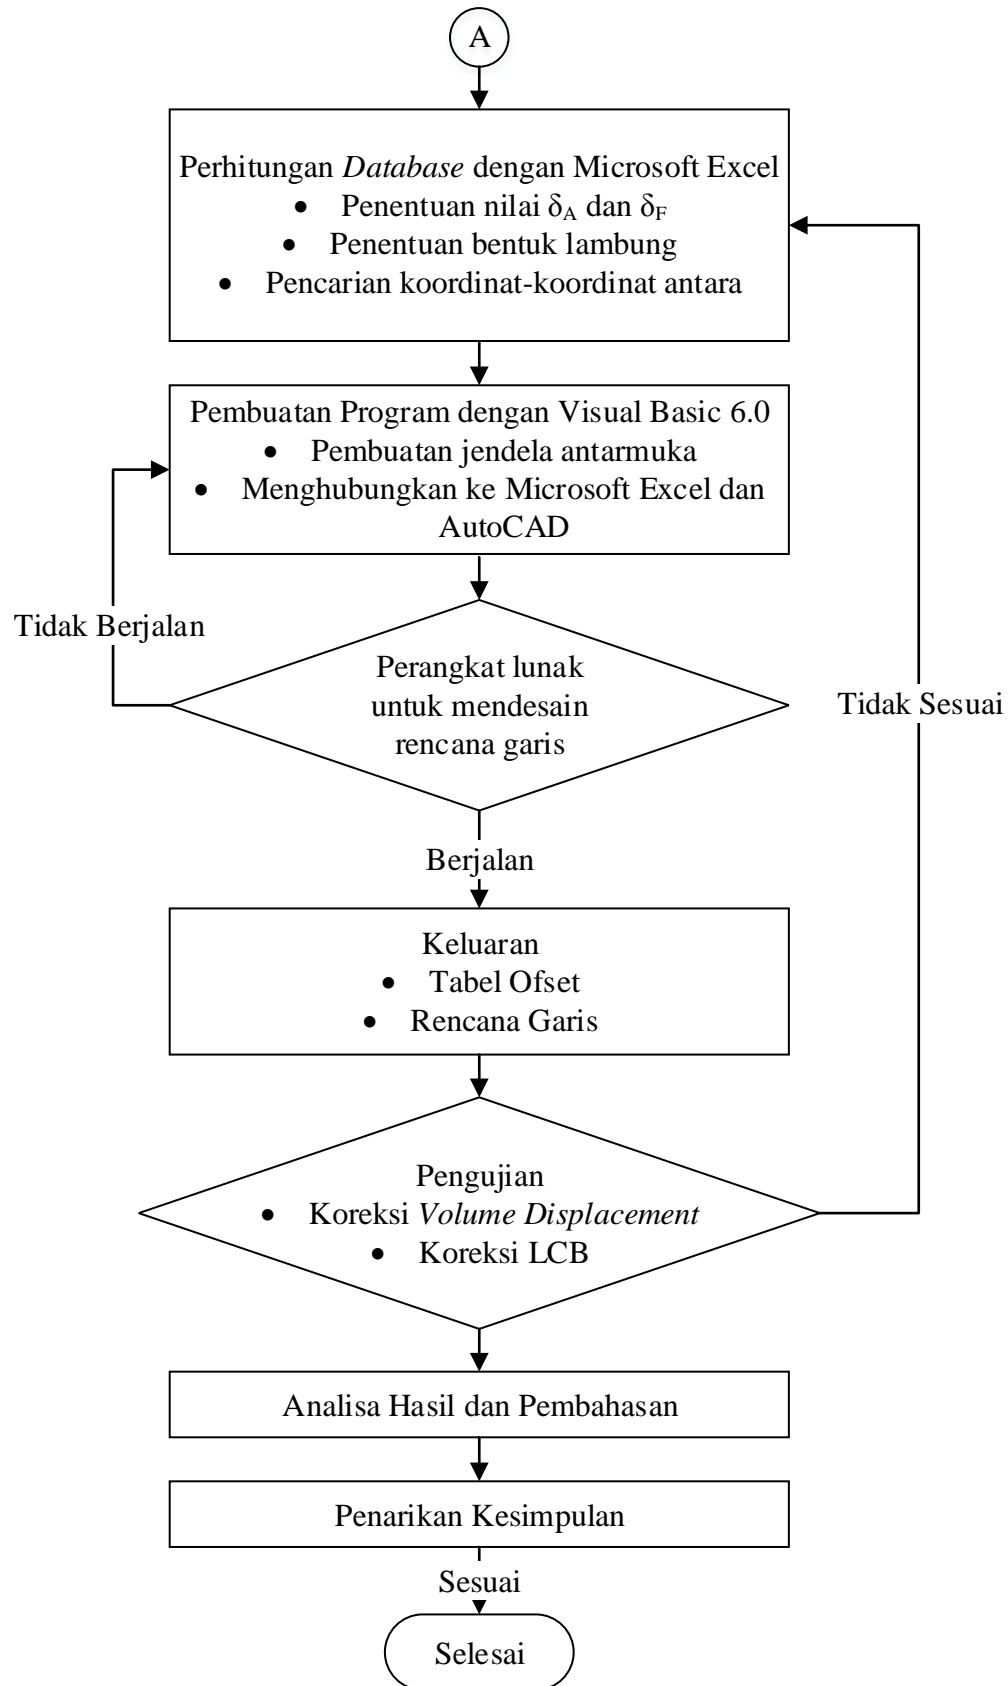 A
Perhitungan Database dengan Microsoft Excel
• Penentuan nilai δA dan δF
• Penentuan bentuk lambung
• Pencarian koordinat-koordinat antara
Pembuatan Program dengan Visual Basic 6.0
• Pembuatan jendela antarmuka
• Menghubungkan ke Microsoft Excel dan
AutoCAD
Tidak Berjalan
Perangkat lunak
untuk mendesain
rencana garis
Tidak Sesuai
Berjalan
Keluaran
• Tabel Ofset
• Rencana Garis
Pengujian
• Koreksi Volume Displacement
• Koreksi LCB
Analisa Hasil dan Pembahasan
Penarikan Kesimpulan
Sesuai
Selesai